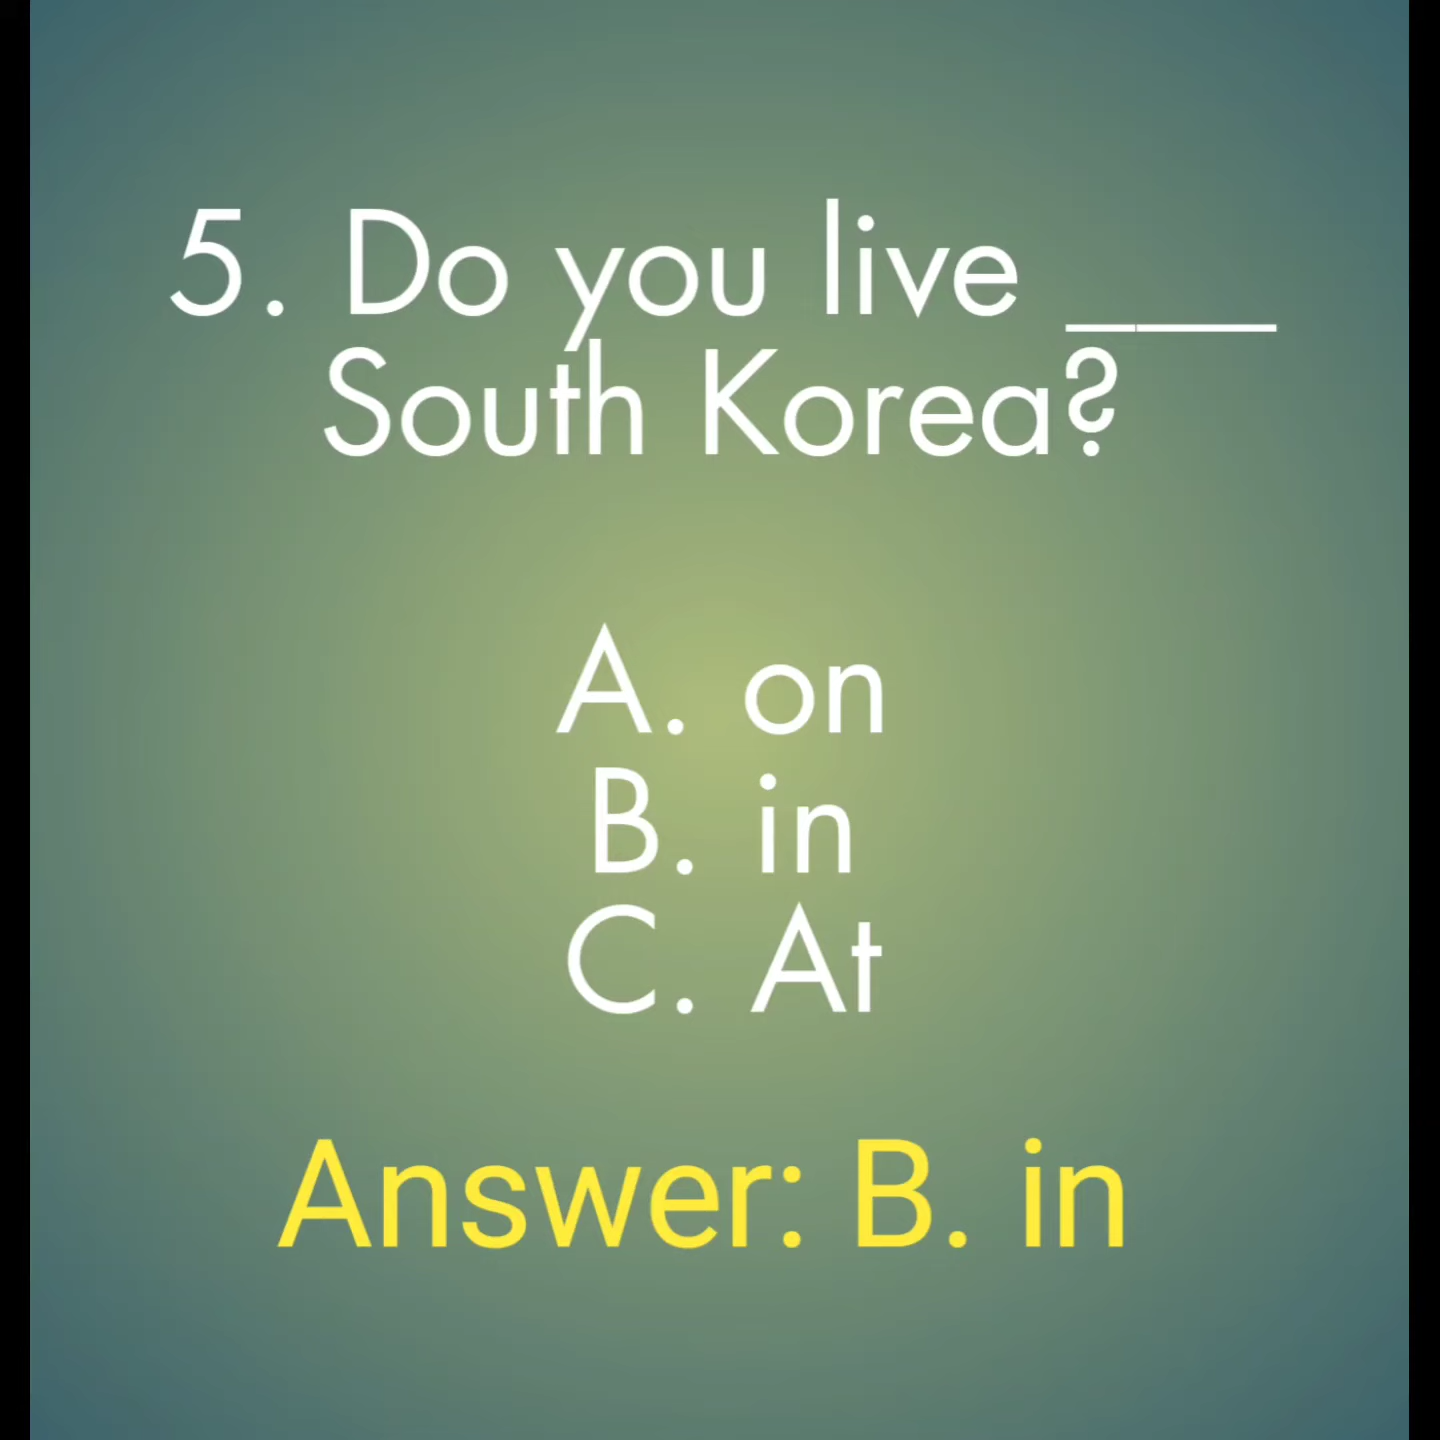 5. Do you live ___
South Korea?
A. on
B. in
C. At
Answer: B. in